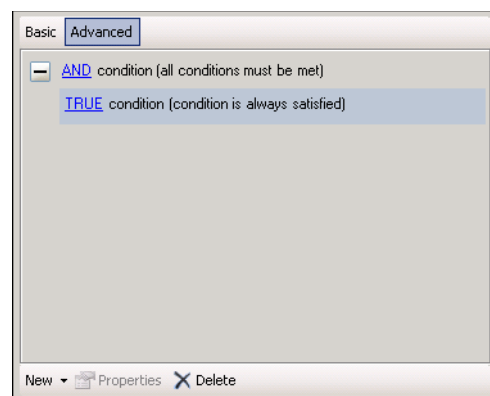 Basic Advanced
AND condition (all conditions must be met)
TRUE condition (condition is always satisfied)
New Properties Delete